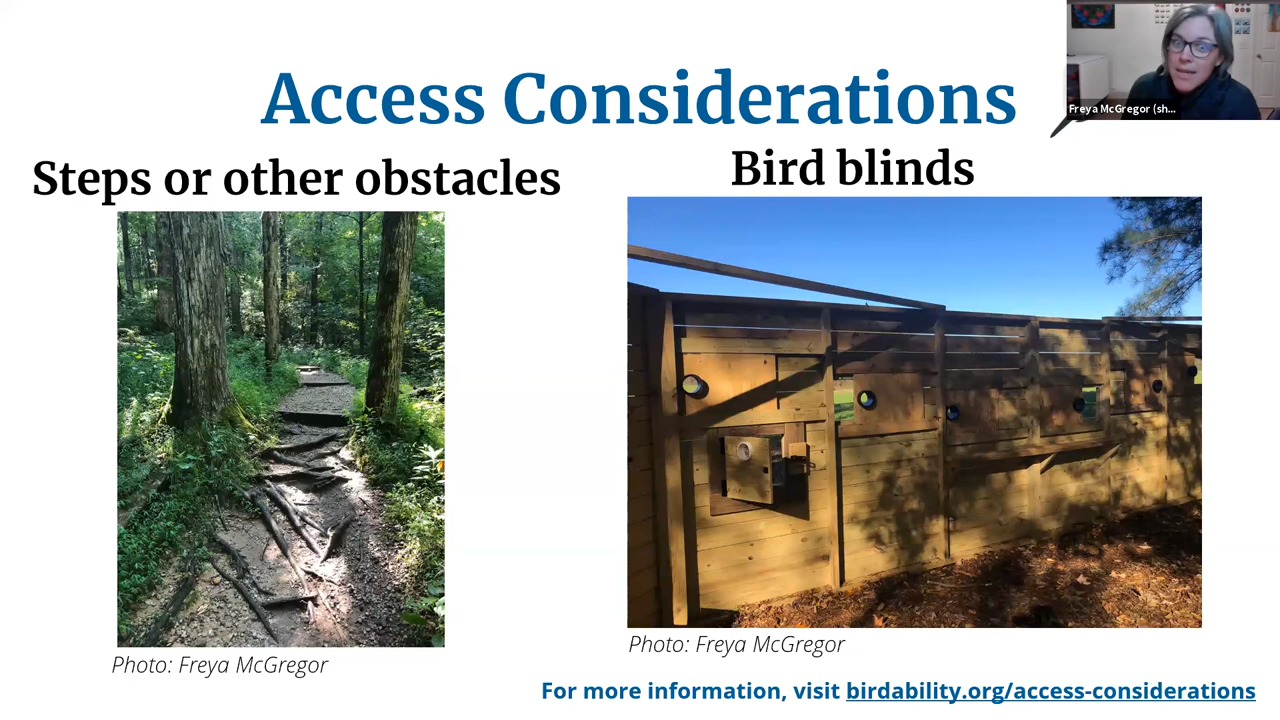 Access Considerations
Freya McGregor (sh...
Steps or other obstacles
Bird blinds
Photo: Freya McGregor
Photo: Freya McGregor
For more information, visit birdability.org/access-considerations